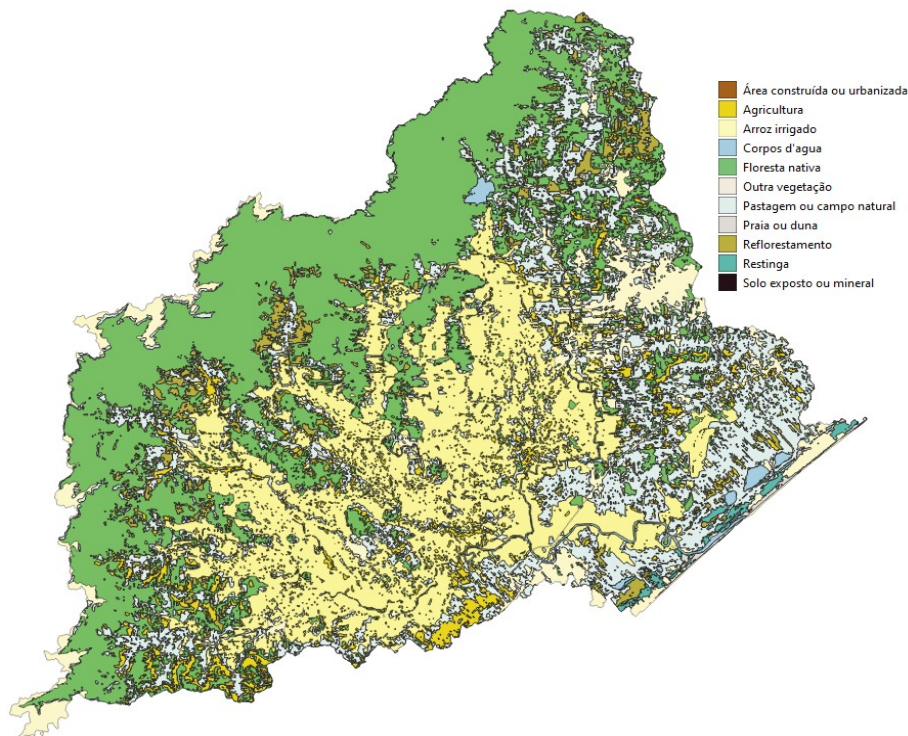 Área construída ou urbanizada
Agricultura
Arroz irrigado
Corpos d'agua
Floresta nativa
Outra vegetação
Pastagem ou campo natural
Praia ou duna
Reflorestamento
Restinga
Solo exposto ou mineral